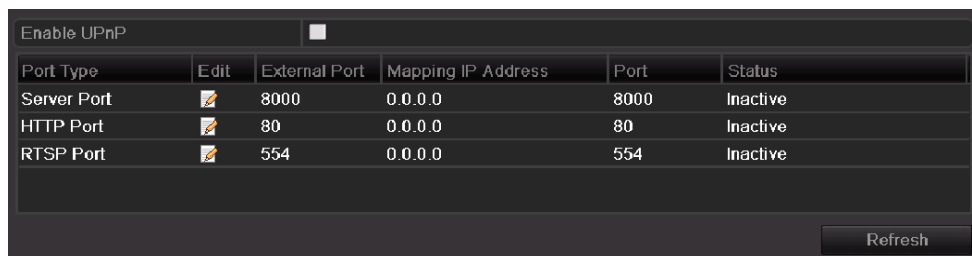 Enable UPnP
Port Type Edit External Port Mapping IP Address Port Status
Server Port 8000 0.0.0.0 8000 Inactive
HTTP Port 80 0.0.0.0 80 Inactive
RTSP Port 554 0.0.0.0 554 Inactive
Refresh